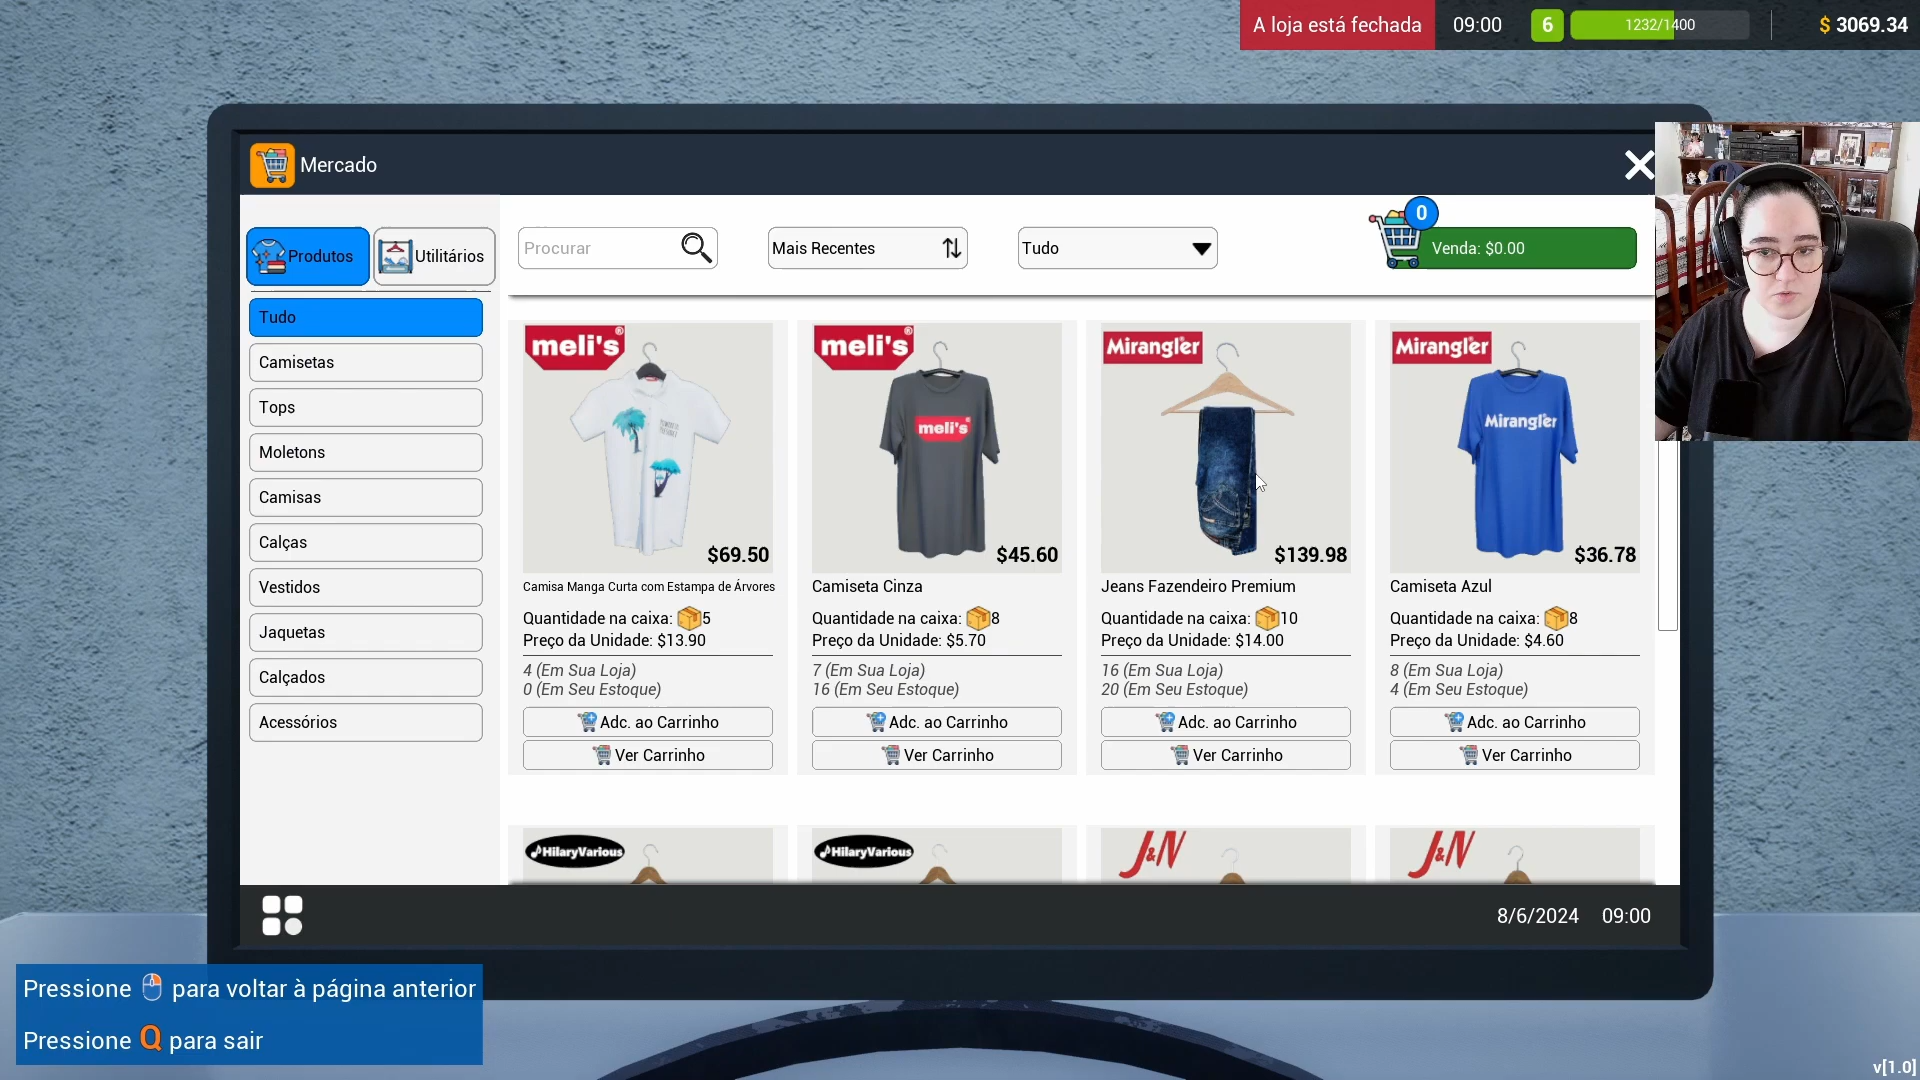 A loja está fechada
09:00
6
1232/1400
$ 3069.34
Mercado
Produtos
Utilitários
Procurar
Mais Recentes
Tudo
0
Venda: $0.00
Tudo
Camisetas
Tops
Moletons
Camisas
Calças
Vestidos
Jaquetas
Calçados
Acessórios
meli's®
$69.50
Camisa Manga Curta com Estampa de Árvores
Quantidade na caixa: 5
Preço da Unidade: $13.90
4 (Em Sua Loja)
0 (Em Seu Estoque)
Adc. ao Carrinho
Ver Carrinho
meli's®
meli's
$45.60
Camiseta Cinza
Quantidade na caixa: 8
Preço da Unidade: $5.70
7 (Em Sua Loja)
16 (Em Seu Estoque)
Adc. ao Carrinho
Ver Carrinho
Mirangler
$139.98
Jeans Fazendeiro Premium
Quantidade na caixa: 10
Preço da Unidade: $14.00
16 (Em Sua Loja)
20 (Em Seu Estoque)
Adc. ao Carrinho
Ver Carrinho
Mirangler
Mirangler
$36.78
Camiseta Azul
Quantidade na caixa: 8
Preço da Unidade: $4.60
8 (Em Sua Loja)
4 (Em Seu Estoque)
Adc. ao Carrinho
Ver Carrinho
HilaryVarious
HilaryVarious
J&N
J&N
8/6/2024 09:00
Pressione para voltar à página anterior
Pressione Q para sair
v[1.0]